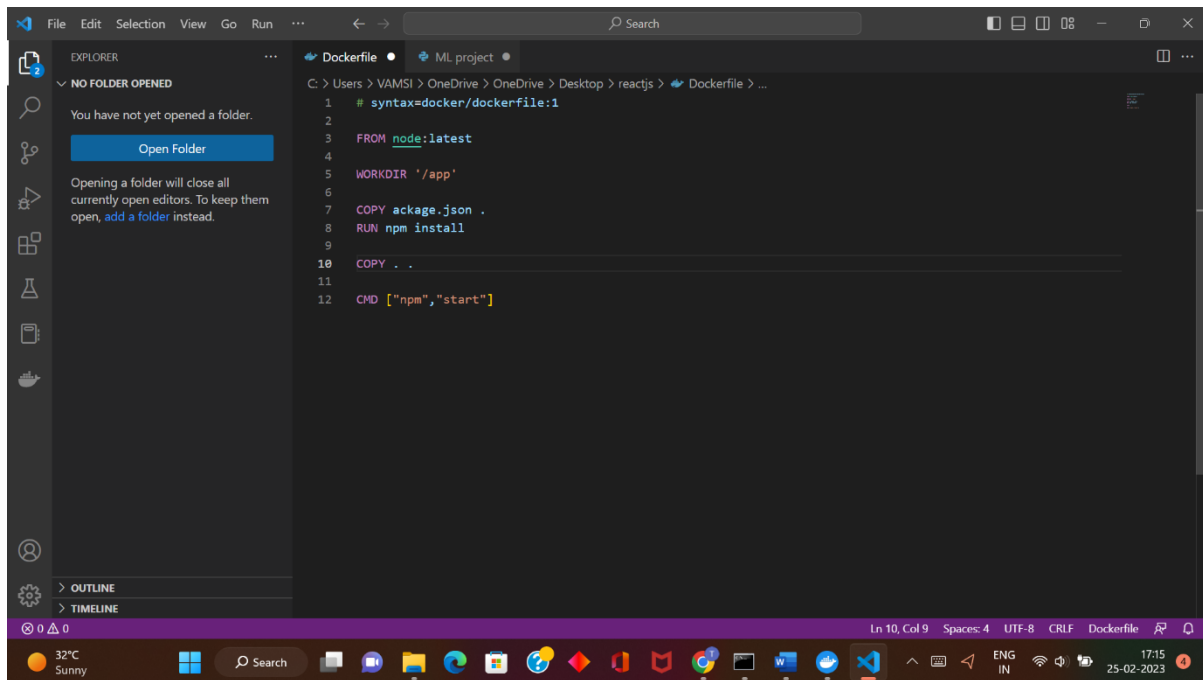 File Edit Selection View Go Run ··· Search
EXPLORER ···
Dockerfile ML project
NO FOLDER OPENED
C: > Users > VAMSI > OneDrive > OneDrive > Desktop > reactjs > Dockerfile > ...
You have not yet opened a folder.
Open Folder
Opening a folder will close all
currently open editors. To keep them
open, add a folder instead.
1 # syntax=docker/dockerfile:1
2
3 FROM node:latest
4
5 WORKDIR '/app'
6
7 COPY ackage.json .
8 RUN npm install
9
10 COPY . .
11
12 CMD ["npm","start"]
2
OUTLINE
TIMELINE
0 0 Ln 10, Col 9 Spaces: 4 UTF-8 CRLF Dockerfile
32°C
Sunny
Search
ENG
IN
17:15
25-02-2023
4